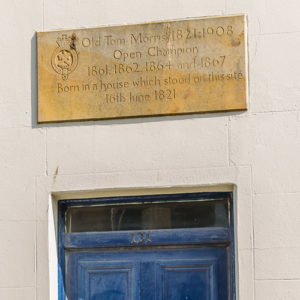 Old Tom Morris 1821-1908
Open Champion
1861, 1862, 1864 and 1867
Born in a house which stood on this site
16th June 1821